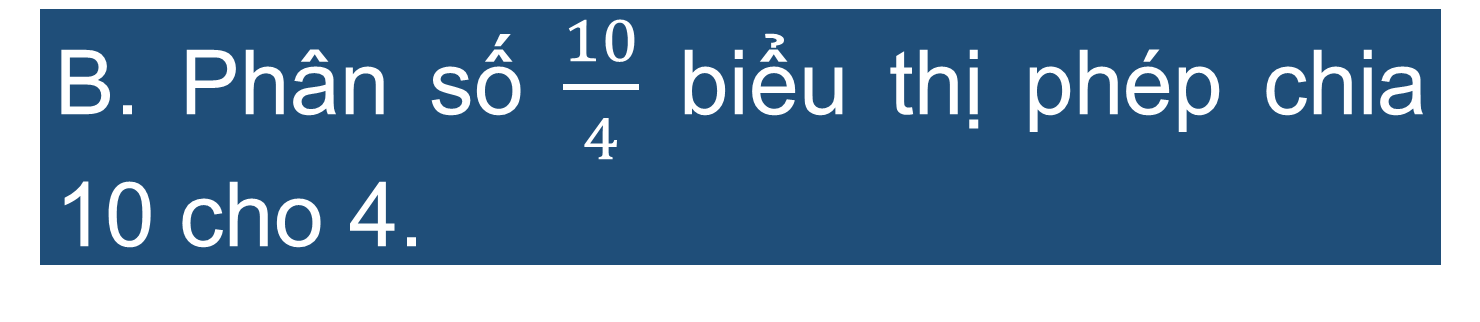 B. Phân số 10/4 biểu thị phép chia
10 cho 4.